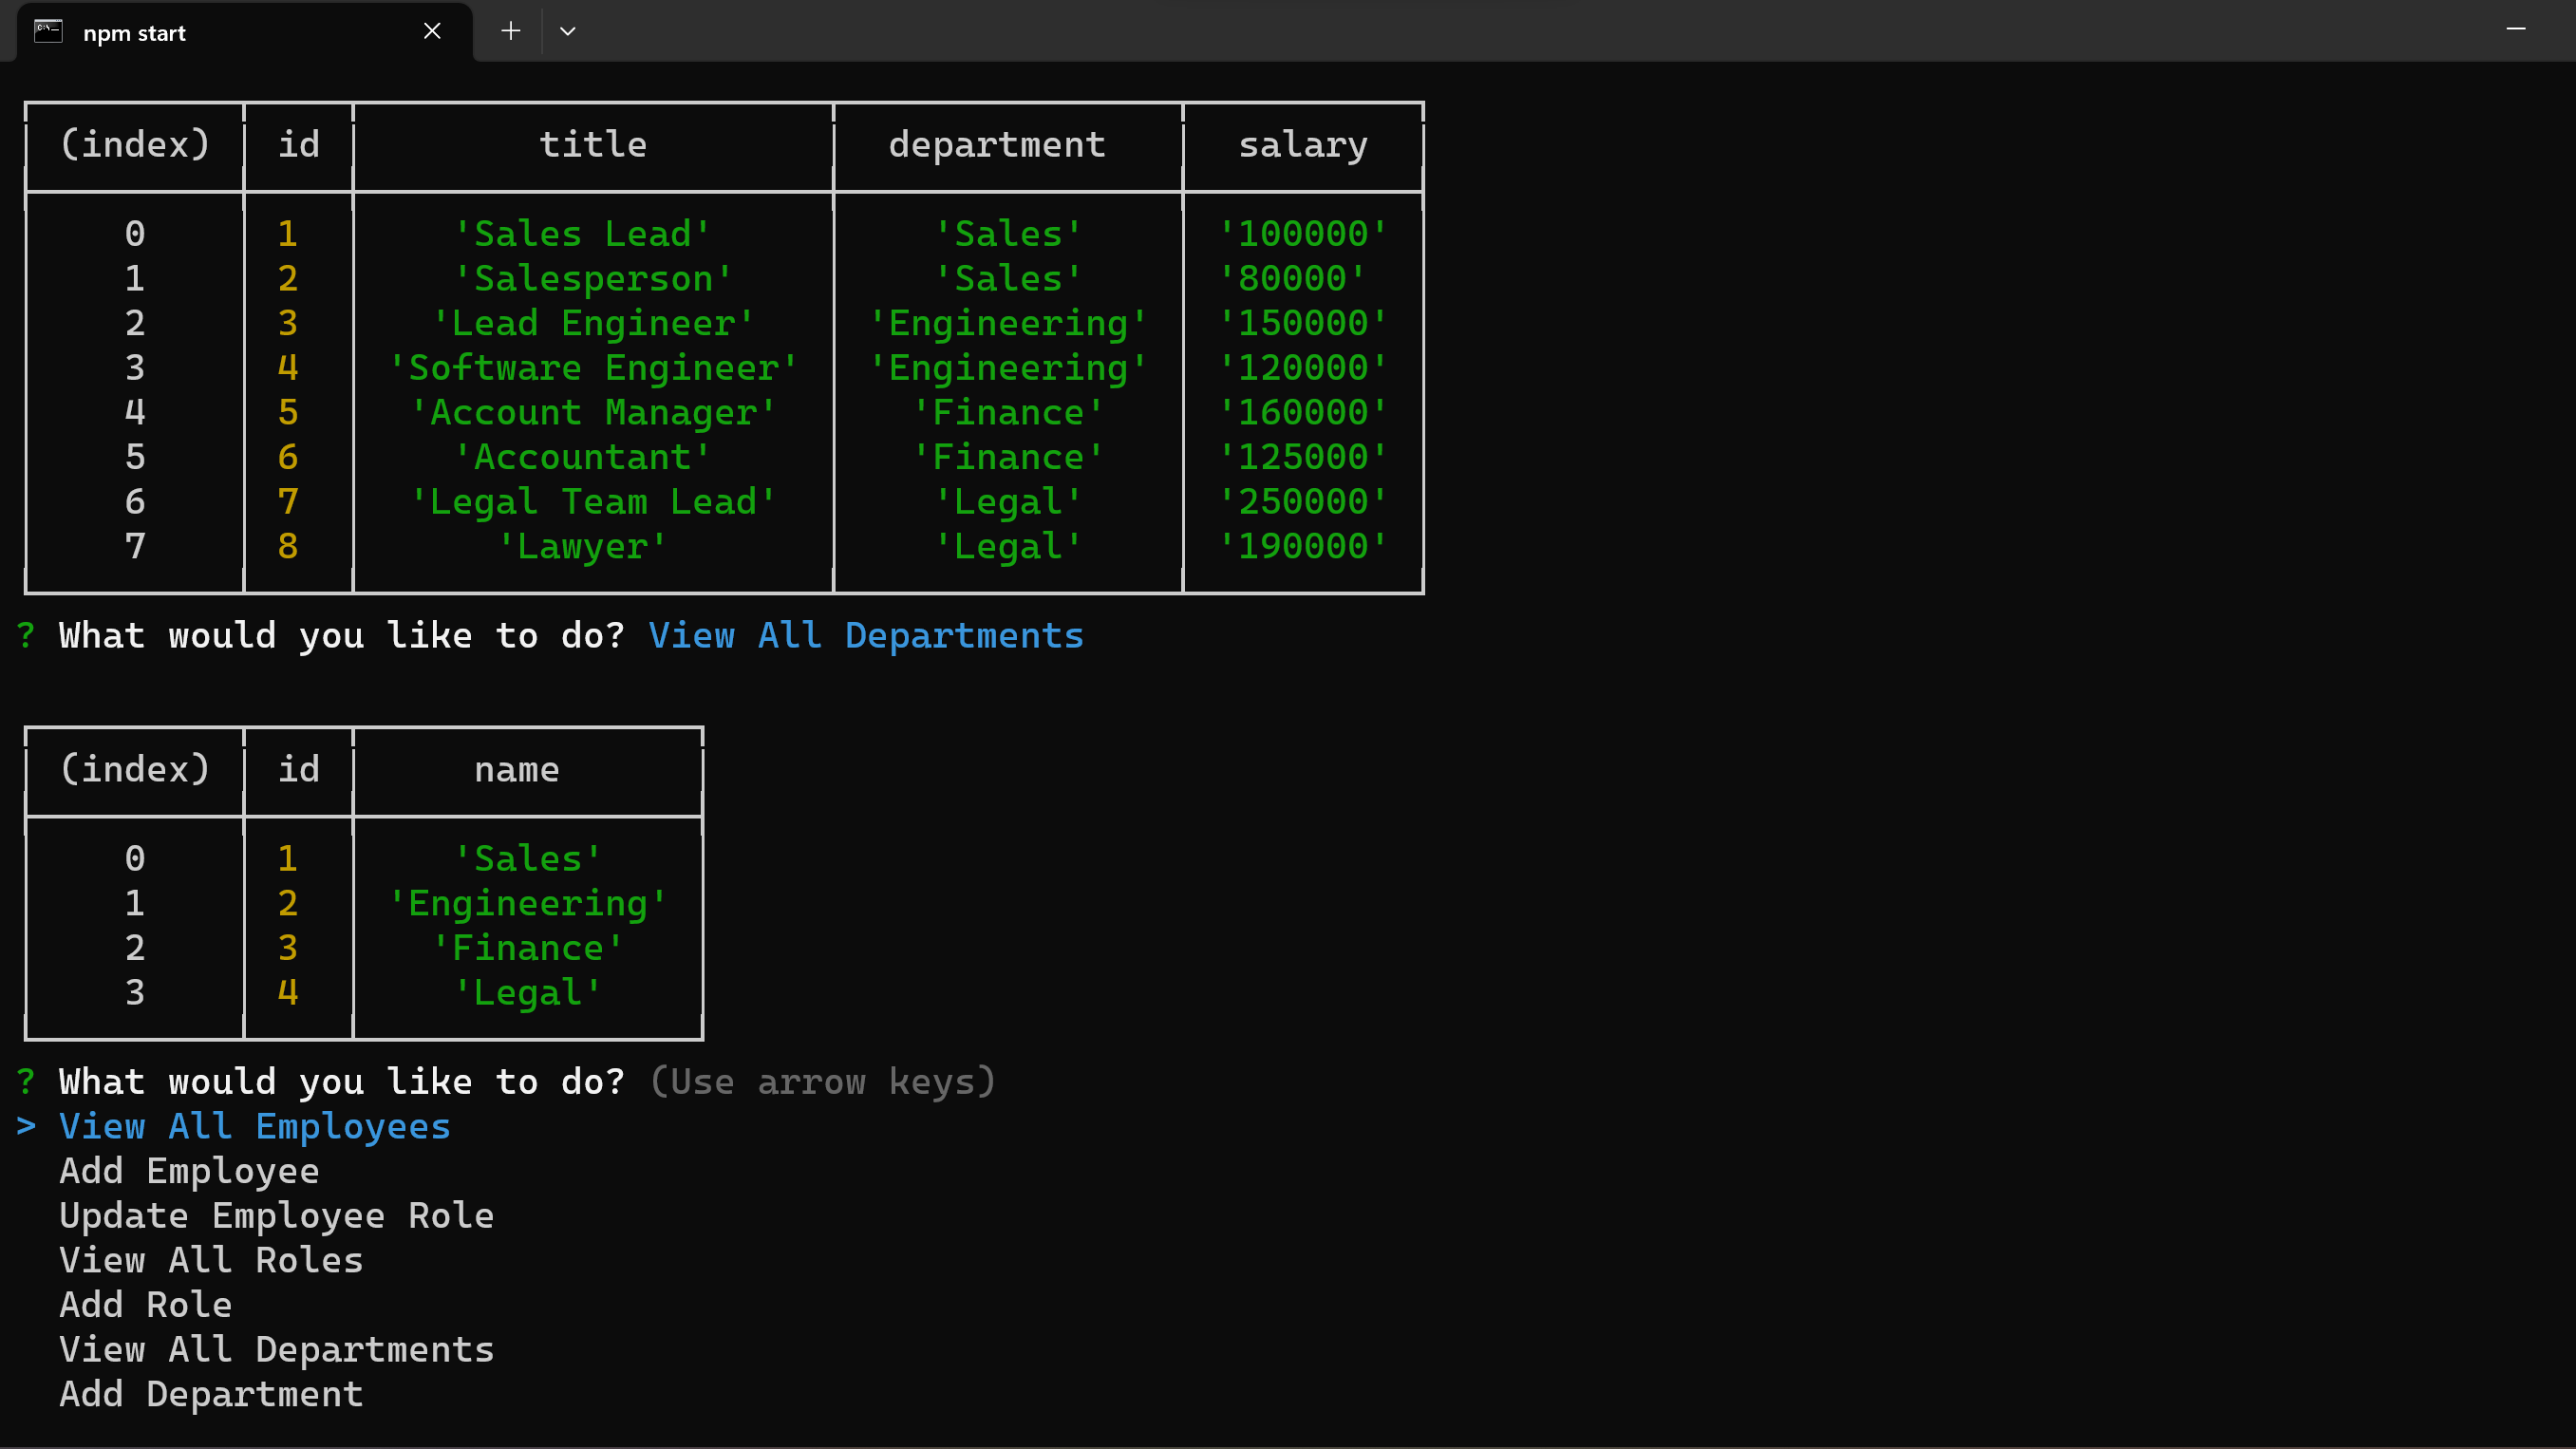 npm start
(index) id title department salary
0 1 'Sales Lead' 'Sales' '100000'
1 2 'Salesperson' 'Sales' '80000'
2 3 'Lead Engineer' 'Engineering' '150000'
3 4 'Software Engineer' 'Engineering' '120000'
4 5 'Account Manager' 'Finance' '160000'
5 6 'Accountant' 'Finance' '125000'
6 7 'Legal Team Lead' 'Legal' '250000'
7 8 'Lawyer' 'Legal' '190000'
? What would you like to do? View All Departments
(index) id name
0 1 'Sales'
1 2 'Engineering'
2 3 'Finance'
3 4 'Legal'
? What would you like to do? (Use arrow keys)
> View All Employees
Add Employee
Update Employee Role
View All Roles
Add Role
View All Departments
Add Department